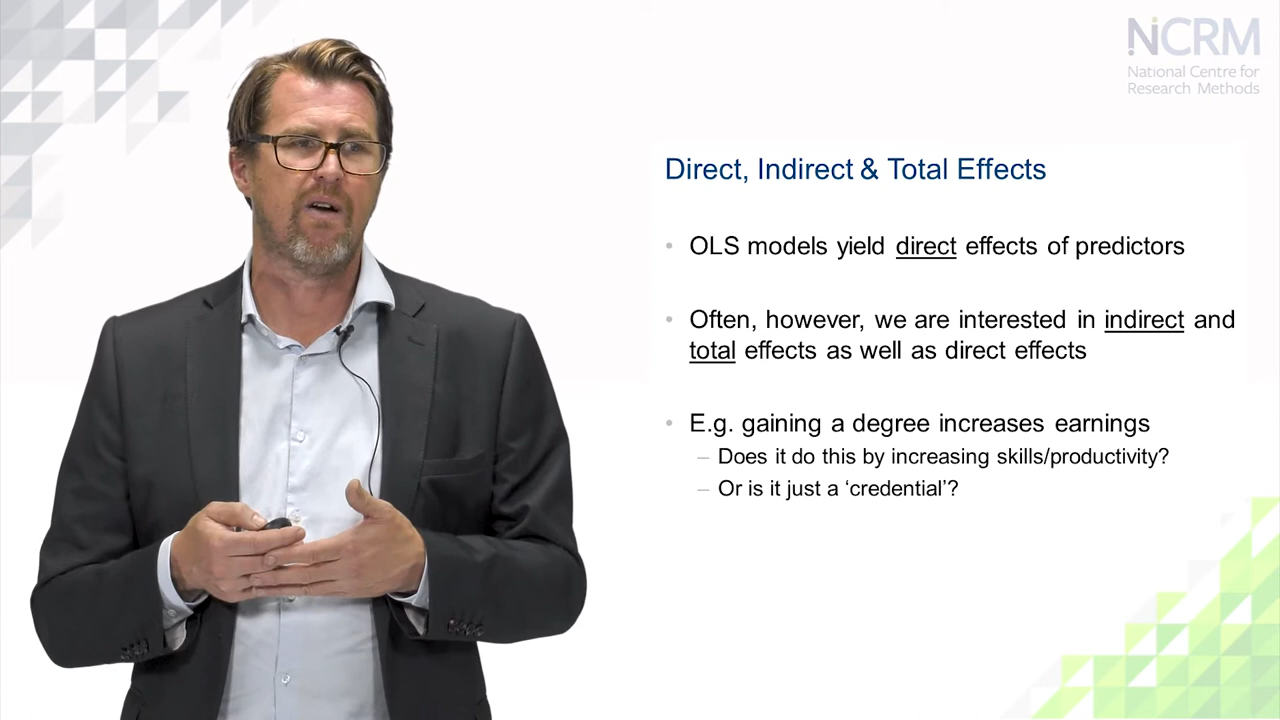 NCRM
National Centre for
Research Methods
Direct, Indirect & Total Effects
• OLS models yield direct effects of predictors
• Often, however, we are interested in indirect and
total effects as well as direct effects
• E.g. gaining a degree increases earnings
– Does it do this by increasing skills/productivity?
– Or is it just a ‘credential’?